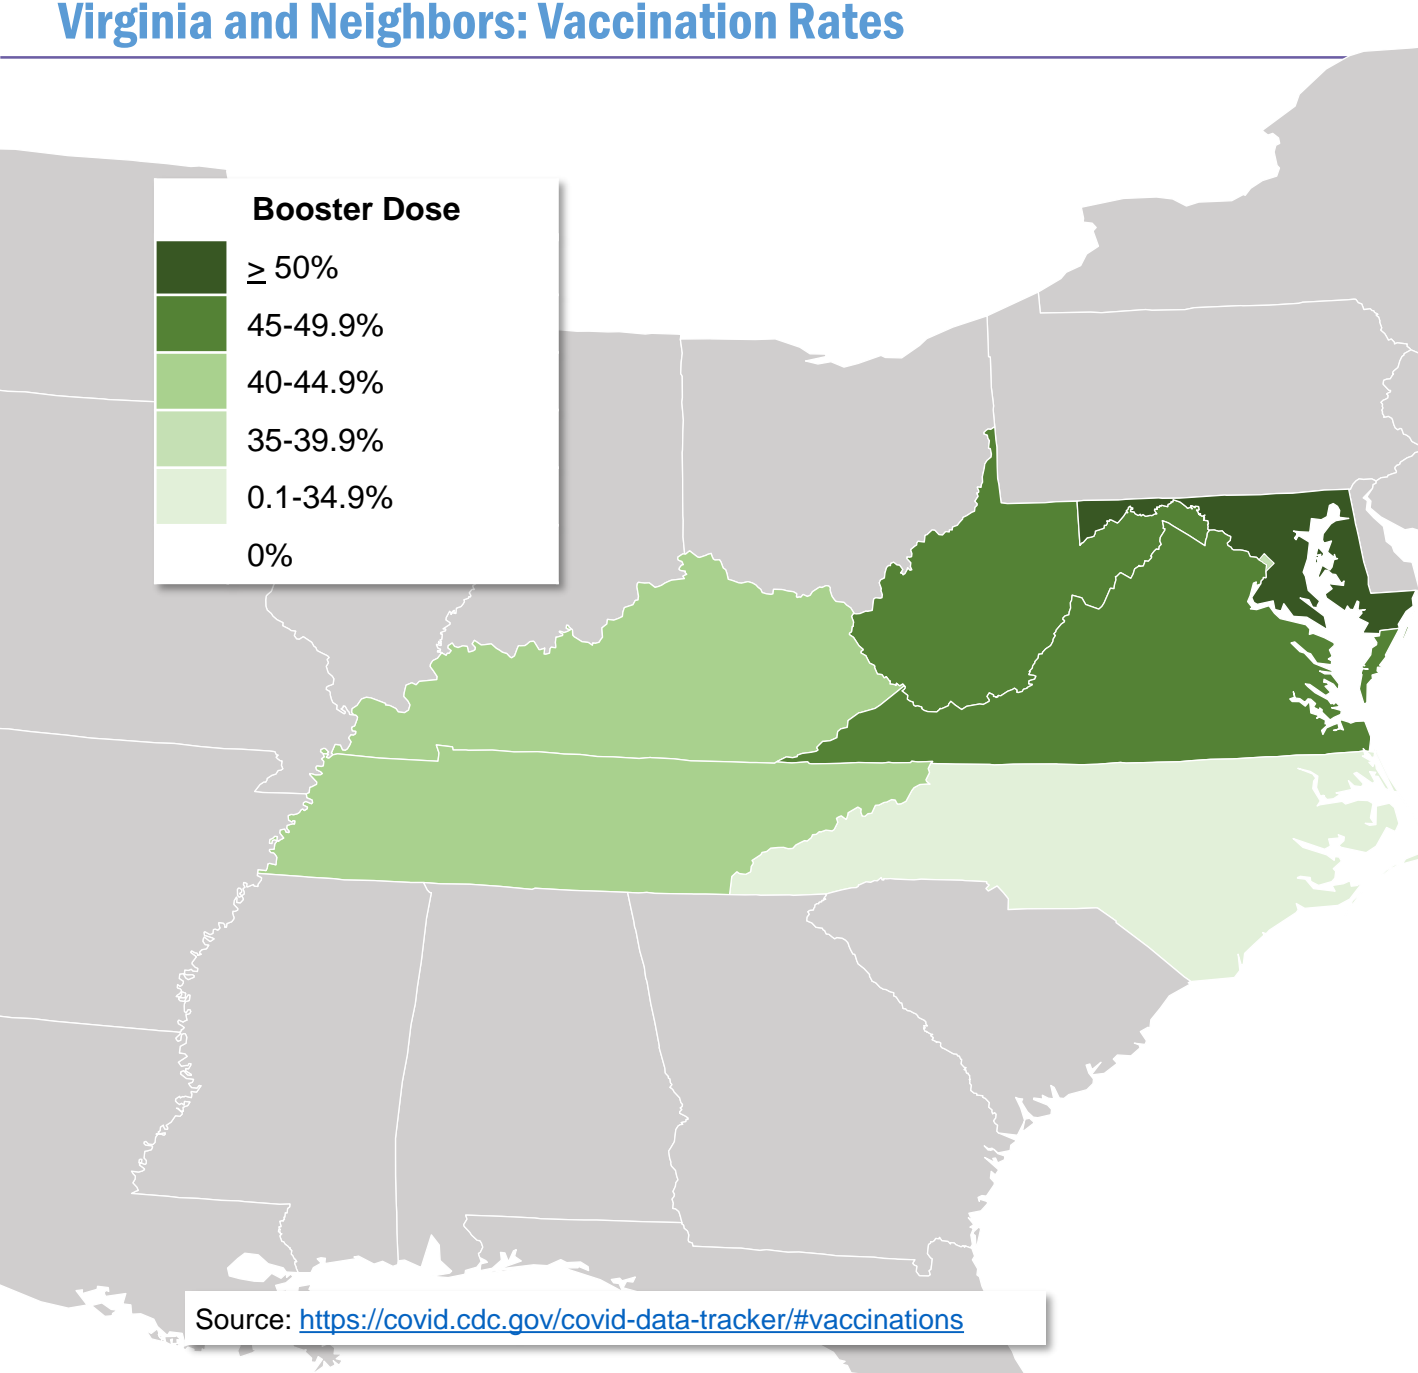 Virginia and Neighbors: Vaccination Rates
Booster Dose
≥ 50%
45-49.9%
40-44.9%
35-39.9%
0.1-34.9%
0%
Source: https://covid.cdc.gov/covid-data-tracker/#vaccinations